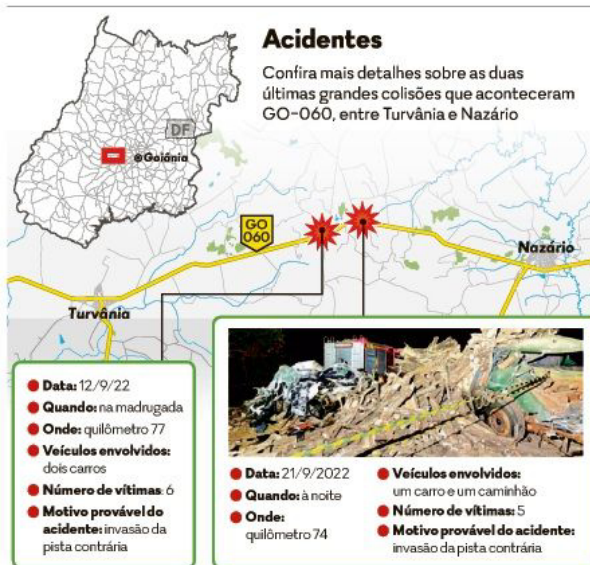 Acidentes
Confira mais detalhes sobre as duas
últimas grandes colisões que aconteceram
GO-060, entre Turvânia e Nazário
DF
Goiânia
GO
060
Nazário
Turvânia
Data: 12/9/22
Quando: na madrugada
Onde: quilômetro 77
Veículos envolvidos:
dois carros
Número de vítimas: 6
Motivo provável do
acidente: invasão da
pista contrária
Data: 21/9/2022
Quando: à noite
Onde:
quilômetro 74
Veículos envolvidos:
um carro e um caminhão
Número de vítimas: 5
Motivo provável do acidente:
invasão da pista contrária